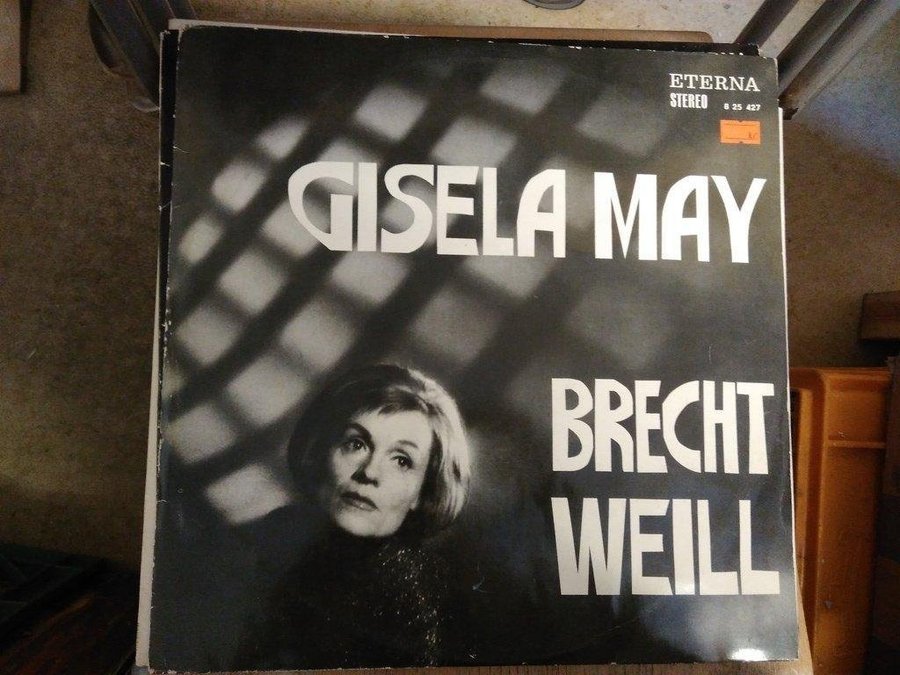 ETERNA
STEREO 8 25 427
GISELA MAY
BRECHT
WEILL